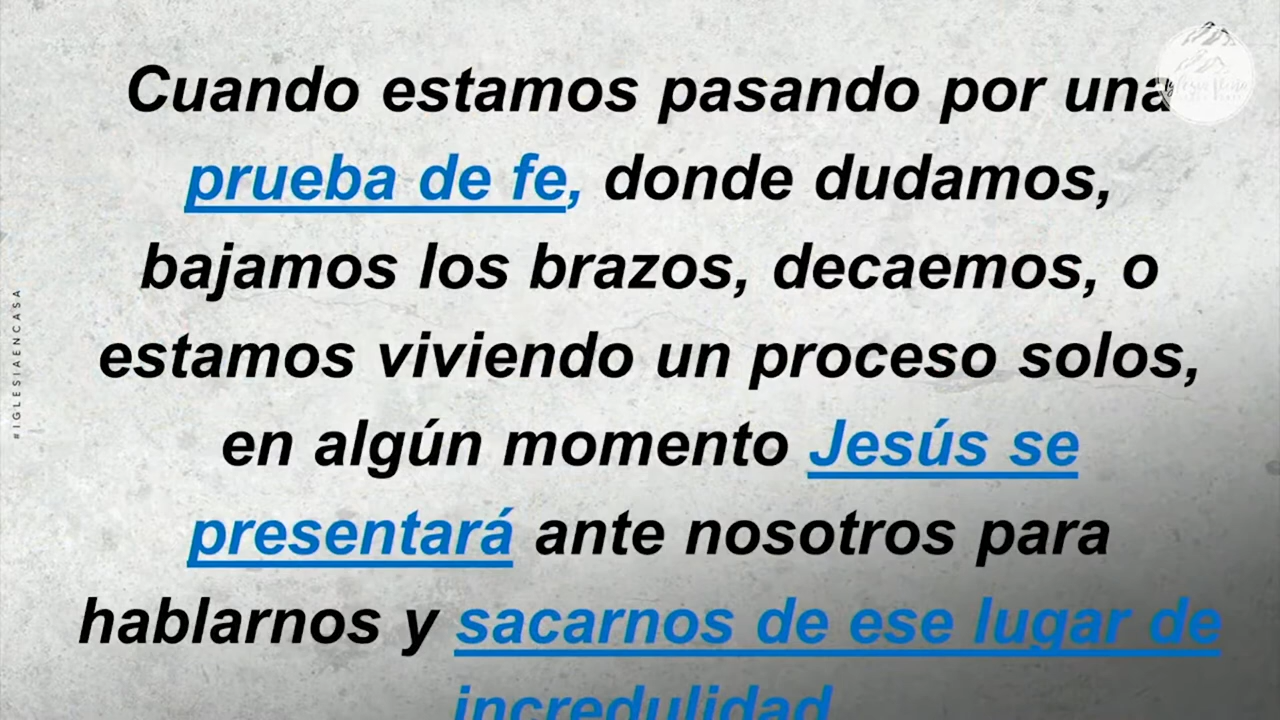 Cuando estamos pasando por una
prueba de fe, donde dudamos,
bajamos los brazos, decaemos, o
estamos viviendo un proceso solos,
en algún momento Jesús se
presentará ante nosotros para
hablarnos y sacarnos de ese lugar de
incredulidad
#IGLESIAENCASA